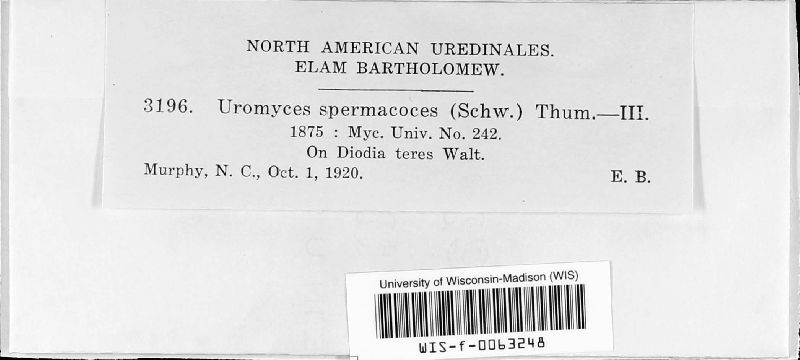 NORTH AMERICAN UREDINALES.
ELAM BARTHOLOMEW.
3196. Uromyces spermacoces (Schw.) Thum.—III.
1875 : Myc. Univ. No. 242.
On Diodia teres Walt.
Murphy, N. C., Oct. 1, 1920. E. B.
University of Wisconsin-Madison (WIS)
WIS-f-0063248